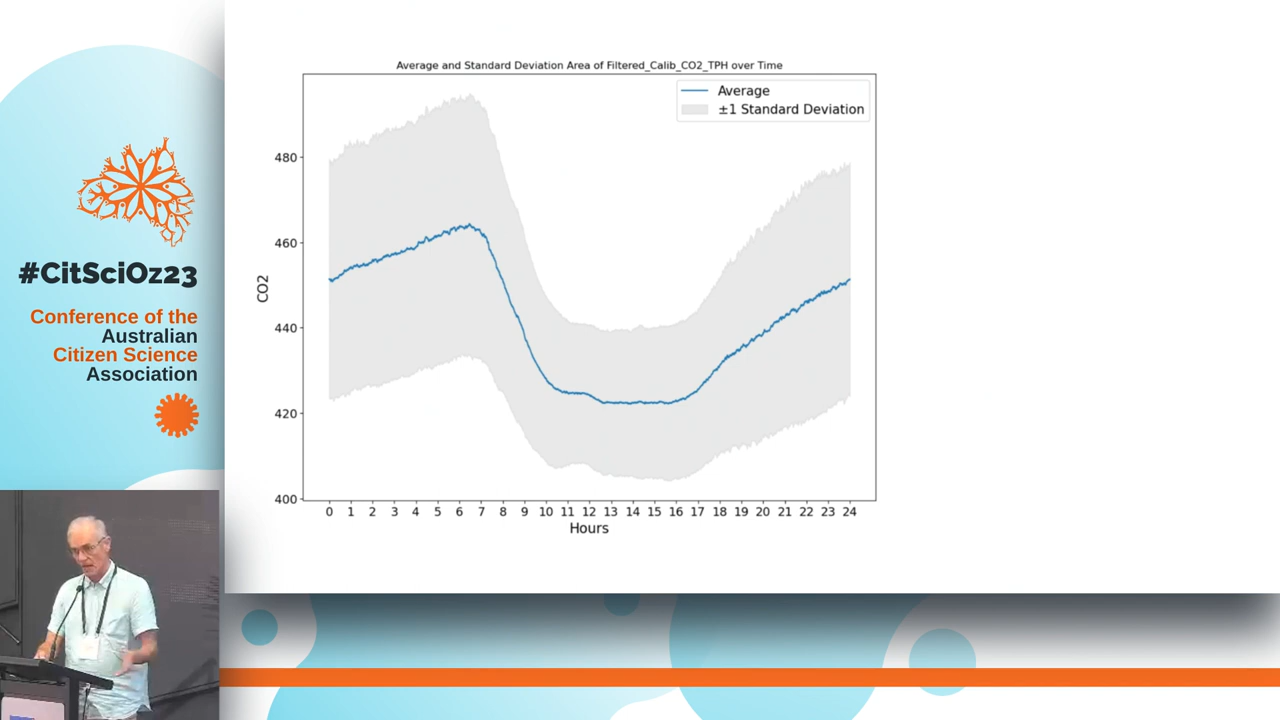 #CitSciOz23
Conference of the
Australian
Citizen Science
Association
Average and Standard Deviation Area of Filtered_Calib_CO2_TPH over Time
Average
±1 Standard Deviation
CO2
480
460
440
420
400
0 1 2 3 4 5 6 7 8 9 10 11 12 13 14 15 16 17 18 19 20 21 22 23 24
Hours